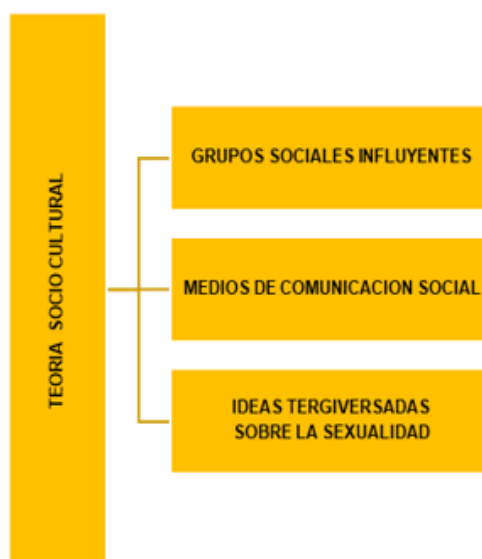 TEORIA SOCIO CULTURAL
GRUPOS SOCIALES INFLUYENTES
MEDIOS DE COMUNICACION SOCIAL
IDEAS TERGIVERSADAS
SOBRE LA SEXUALIDAD